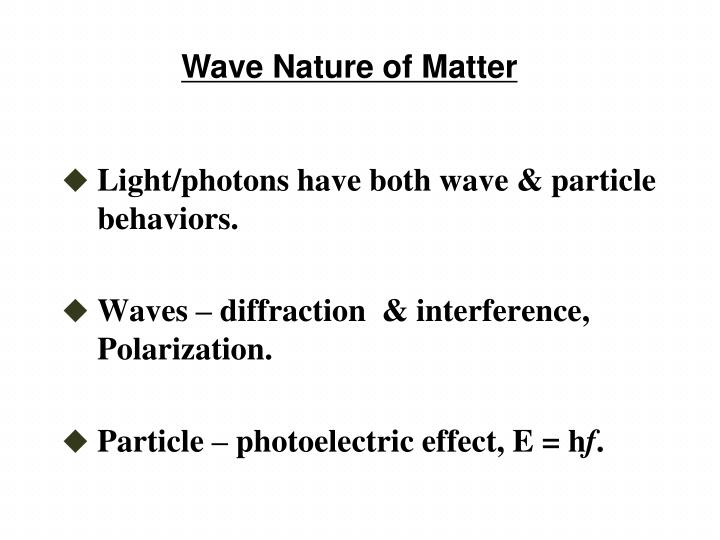 Wave Nature of Matter
Light/photons have both wave & particle
behaviors.
Waves – diffraction & interference,
Polarization.
Particle – photoelectric effect, E = hf.